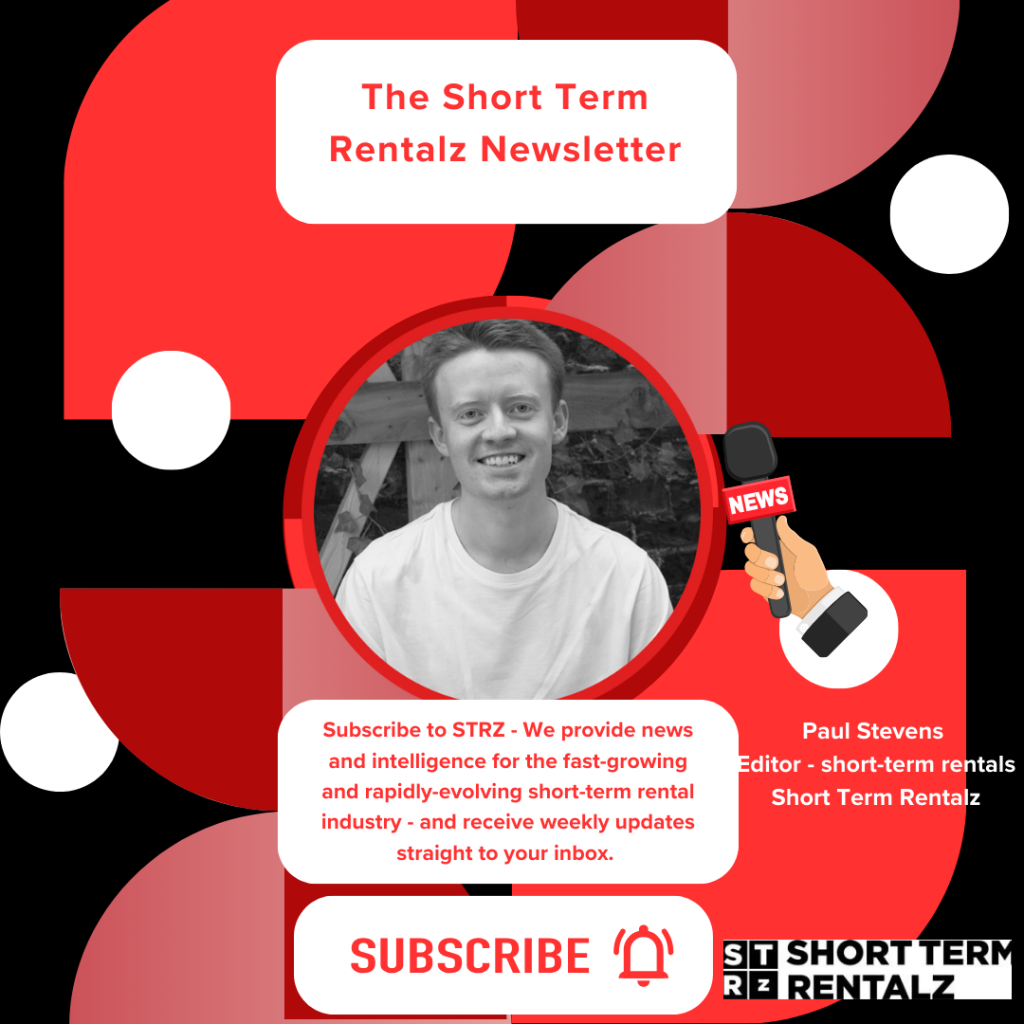 The Short Term
Rentalz Newsletter
NEWS
Subscribe to STRZ - We provide news
and intelligence for the fast-growing
and rapidly-evolving short-term rental
industry - and receive weekly updates
straight to your inbox.
Paul Stevens
Editor - short-term rentals
Short Term Rentalz
SUBSCRIBE
ST
Rz
SHORT TERM
RENTALZ